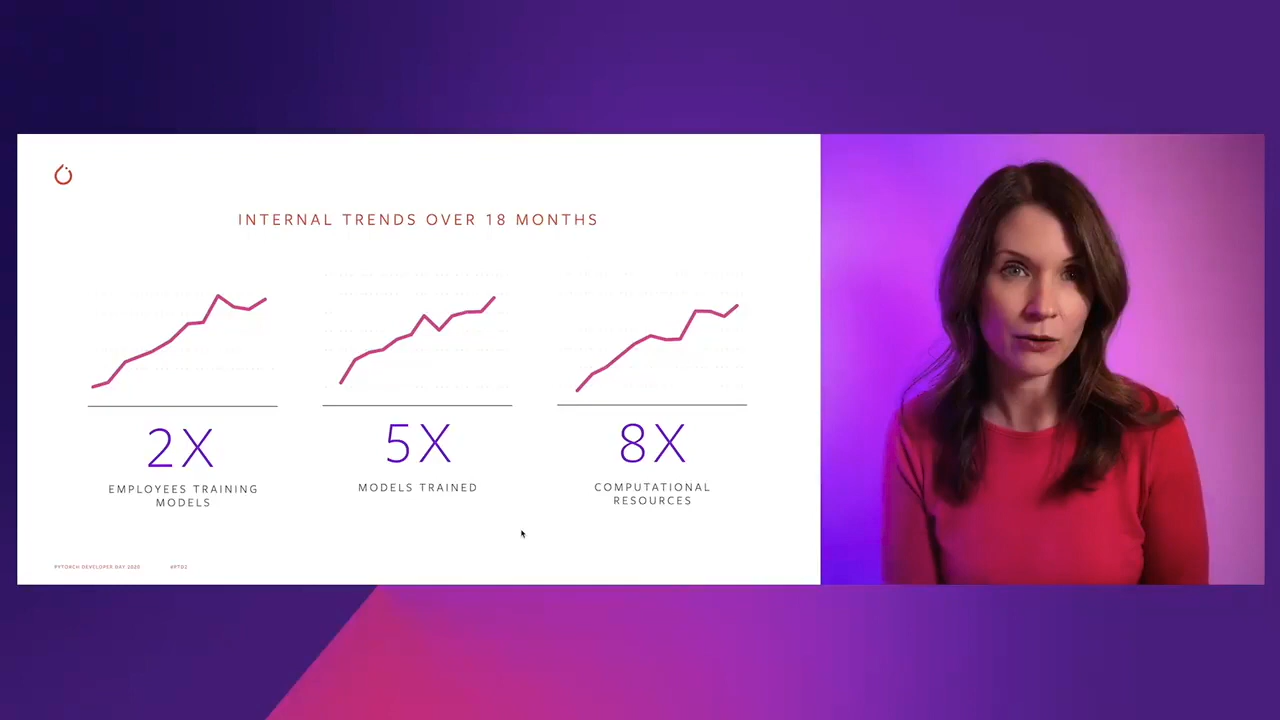 INTERNAL TRENDS OVER 18 MONTHS
2X
EMPLOYEES TRAINING
MODELS
5X
MODELS TRAINED
8X
COMPUTATIONAL
RESOURCES
PYTORCH DEVELOPER DAY 2020
#PTD2